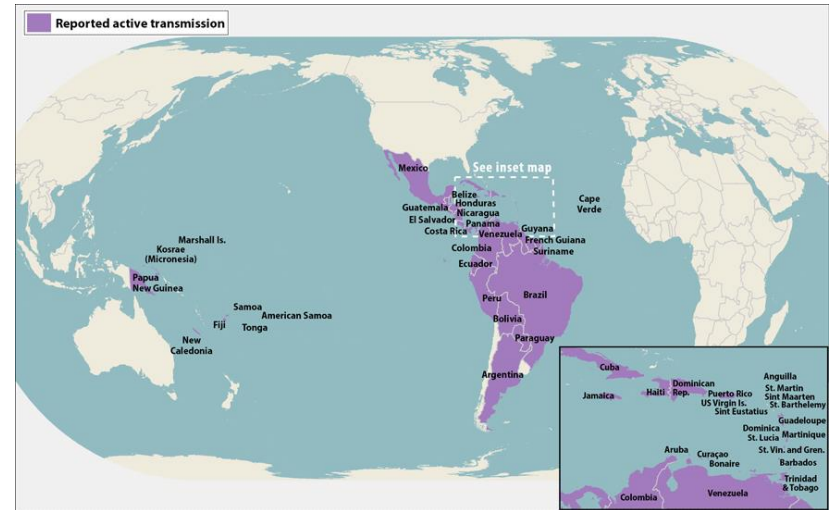 Reported active transmission
See inset map
Mexico
Belize
Honduras
Guatemala
Nicaragua
El Salvador
Panama
Costa Rica
Venezuela
Guyana
French Guiana
Suriname
Colombia
Ecuador
Cape
Verde
Peru
Brazil
Bolivia
Paraguay
Argentina
Marshall Is.
Kosrae
(Micronesia)
Papua
New Guinea
Samoa
American Samoa
Fiji
Tonga
New
Caledonia
Cuba
Jamaica
Haiti
Dominican
Rep.
Puerto Rico
US Virgin Is.
Sint Eustatius
Anguilla
St. Martin
Sint Maarten
St. Barthelemy
Guadeloupe
Dominica
Martinique
St. Lucia
St. Vin. and Gren.
Barbados
Aruba
Curaçao
Bonaire
Trinidad
& Tobago
Colombia
Venezuela